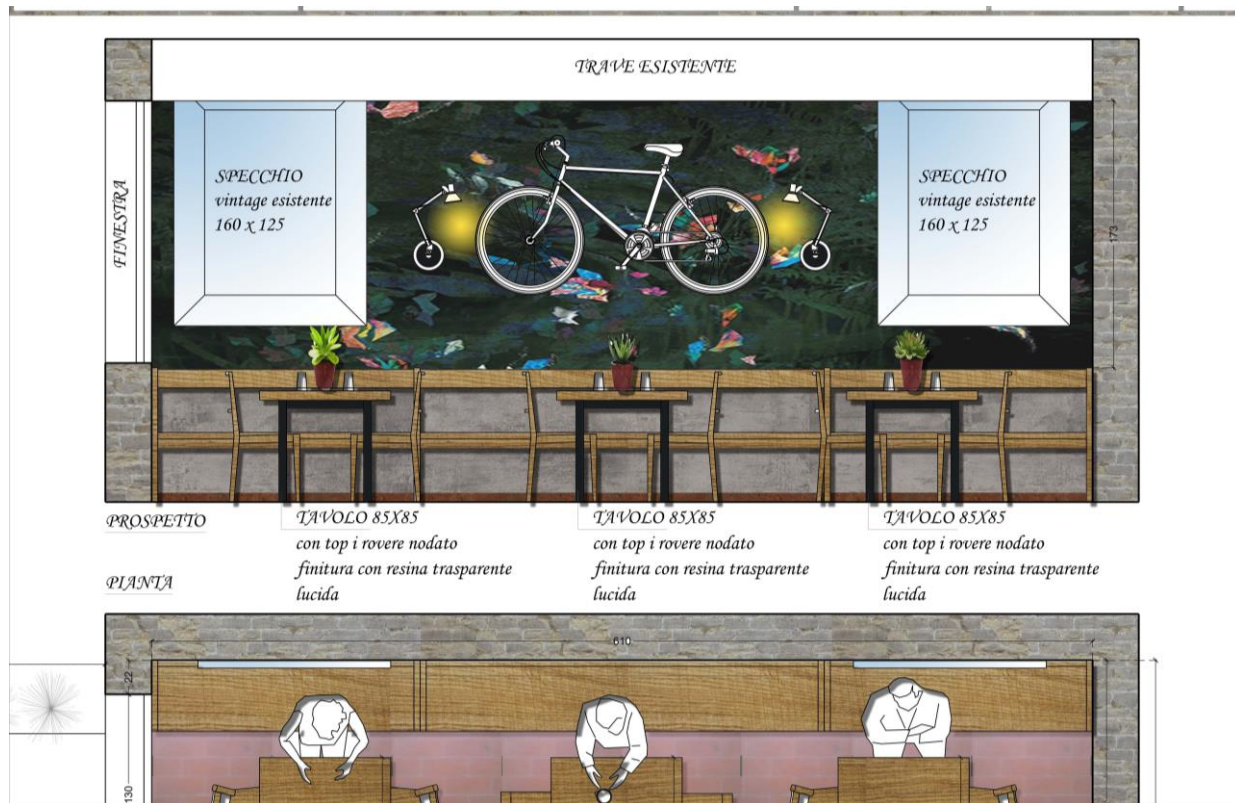 TRAVE ESISTENTE
FINESTRA
SPECCHIO
vintage esistente
160 x 125
SPECCHIO
vintage esistente
160 x 125
173
PROSPETTO
TAVOLO 85X85
con top i rovere nodato
finitura con resina trasparente
lucida
TAVOLO 85X85
con top i rovere nodato
finitura con resina trasparente
lucida
TAVOLO 85X85
con top i rovere nodato
finitura con resina trasparente
lucida
PIANTA
610
22
130